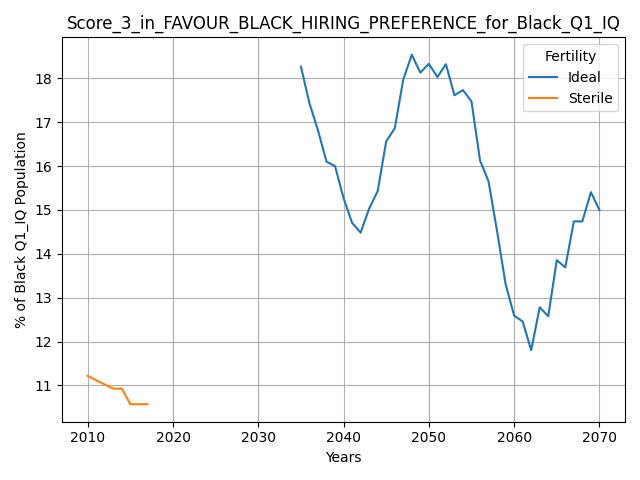 Score_3_in_FAVOUR_BLACK_HIRING_PREFERENCE_for_Black_Q1_IQ
Fertility
Ideal
Sterile
% of Black Q1_IQ Population
18
17
16
15
14
13
12
11
2010 2020 2030 2040 2050 2060 2070
Years